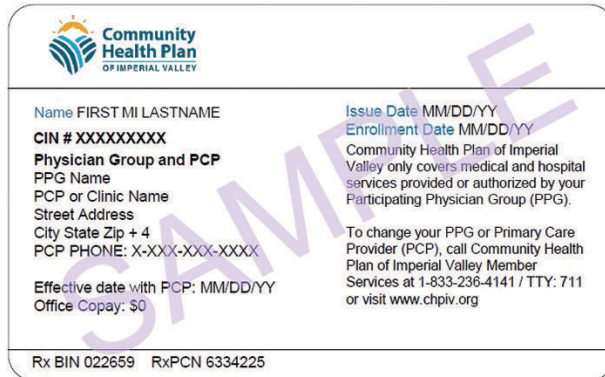 Community
Health Plan
OF IMPERIAL VALLEY
Name FIRST MI LASTNAME
CIN # XXXXXXXXX
Physician Group and PCP
PPG Name
PCP or Clinic Name
Street Address
City State Zip + 4
PCP PHONE: X-XXX-XXX-XXXX
Effective date with PCP: MM/DD/YY
Office Copay: $0
Issue Date MM/DD/YY
Enrollment Date MM/DD/YY
Community Health Plan of Imperial
Valley only covers medical and hospital
services provided or authorized by your
Participating Physician Group (PPG).
To change your PPG or Primary Care
Provider (PCP), call Community Health
Plan of Imperial Valley Member
Services at 1-833-236-4141 / TTY: 711
or visit www.chpiv.org
Rx BIN 022659 RxPCN 6334225
SAMPLE